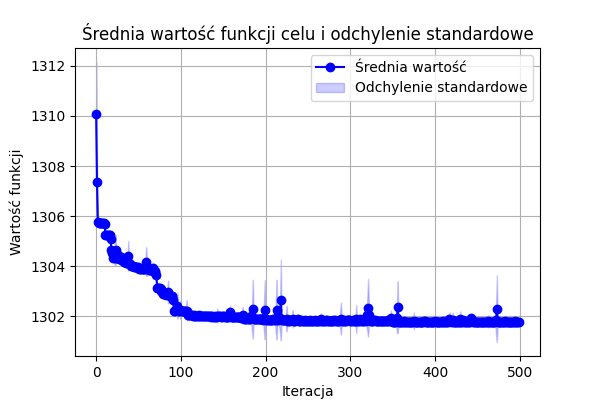 Średnia wartość funkcji celu i odchylenie standardowe
Średnia wartość
Odchylenie standardowe
Wartość funkcji
1312
1310
1308
1306
1304
1302
0 100 200 300 400 500
Iteracja